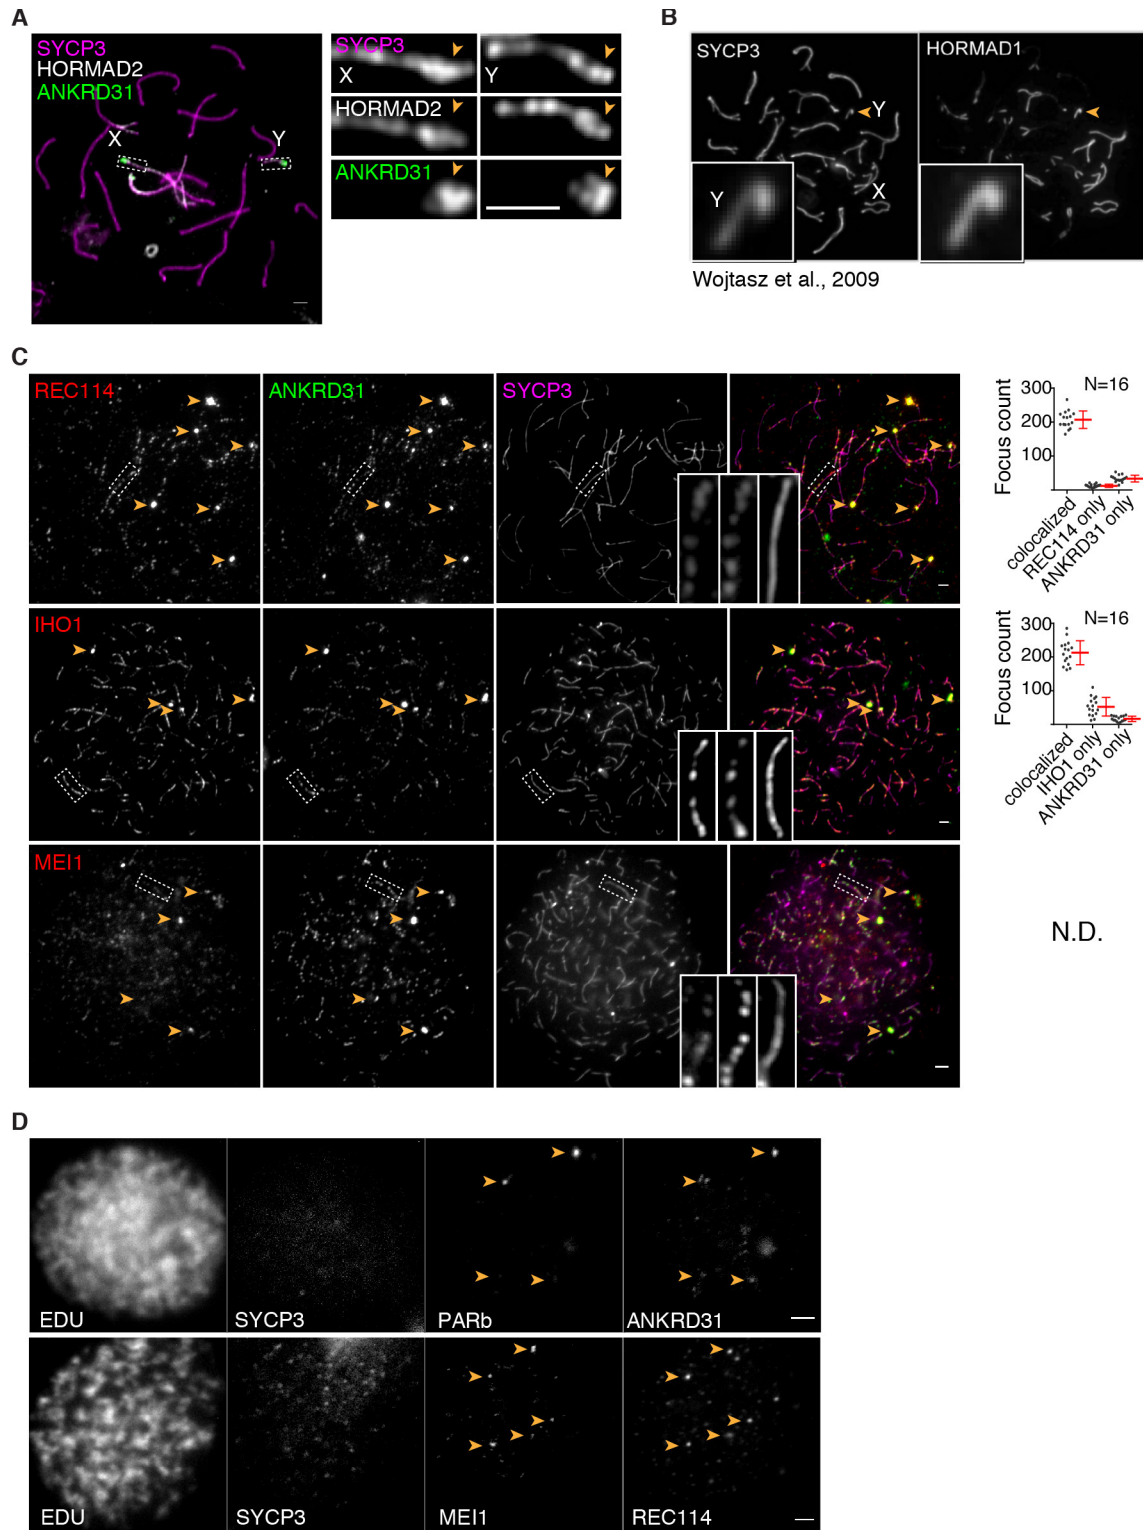 A
SYCP3
HORMAD2
ANKRD31
X
Y
SYCP3
X
Y
HORMAD2
ANKRD31
B
SYCP3
HORMAD1
Y
X
Y
Wojtasz et al., 2009
C
REC114
ANKRD31
SYCP3
N=16
Focus count
300
200
100
colocalized
REC114 only
ANKRD31 only
IHO1
N=16
Focus count
300
200
100
colocalized
IHO1 only
ANKRD31 only
MEI1
N.D.
D
EDU
SYCP3
PARb
ANKRD31
EDU
SYCP3
MEI1
REC114